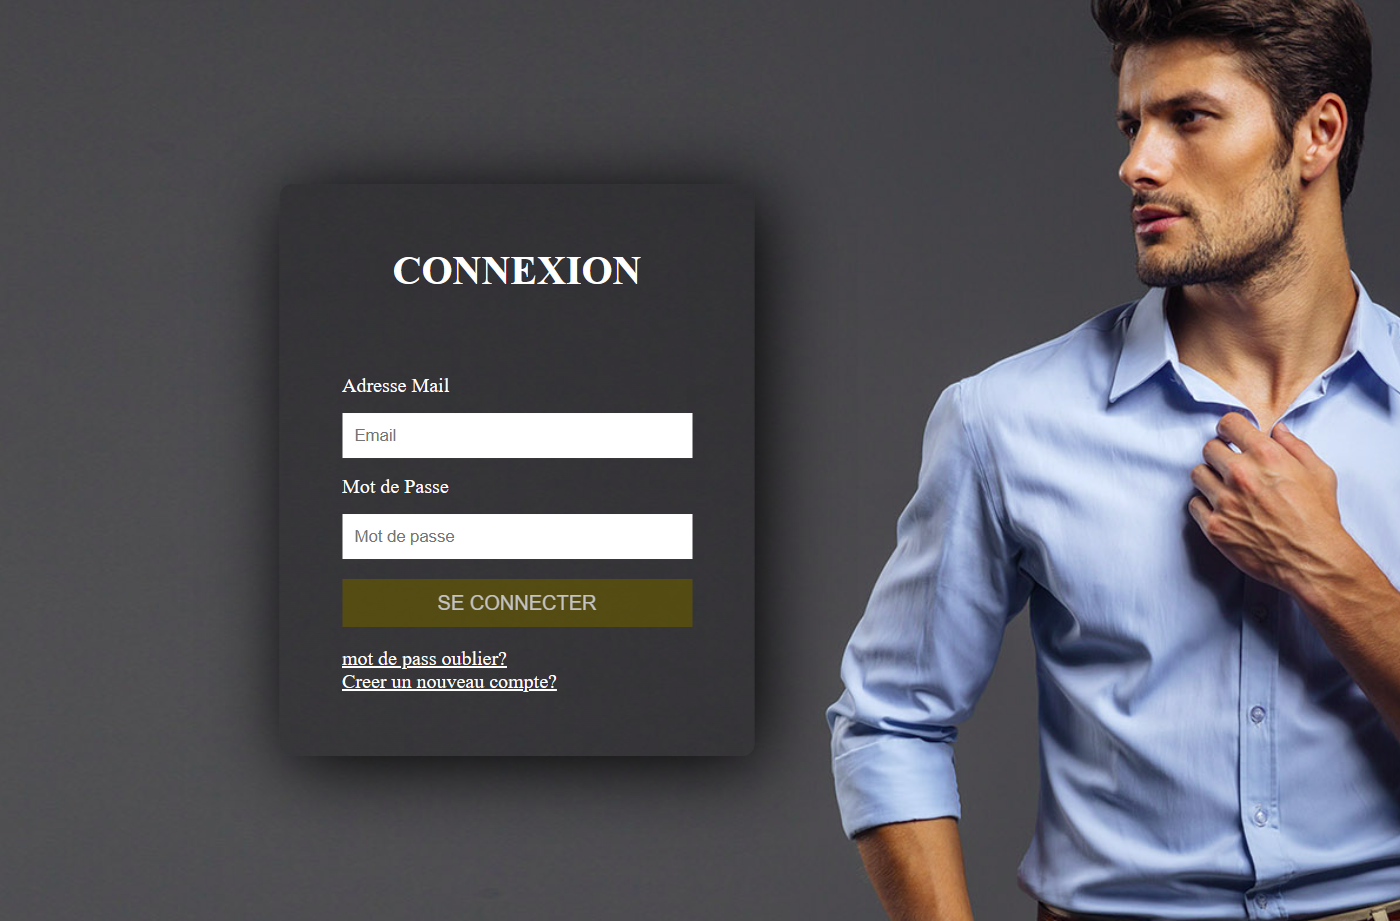 CONNEXION
Adresse Mail
Email
Mot de Passe
Mot de passe
SE CONNECTER
mot de pass oublier?
Creer un nouveau compte?